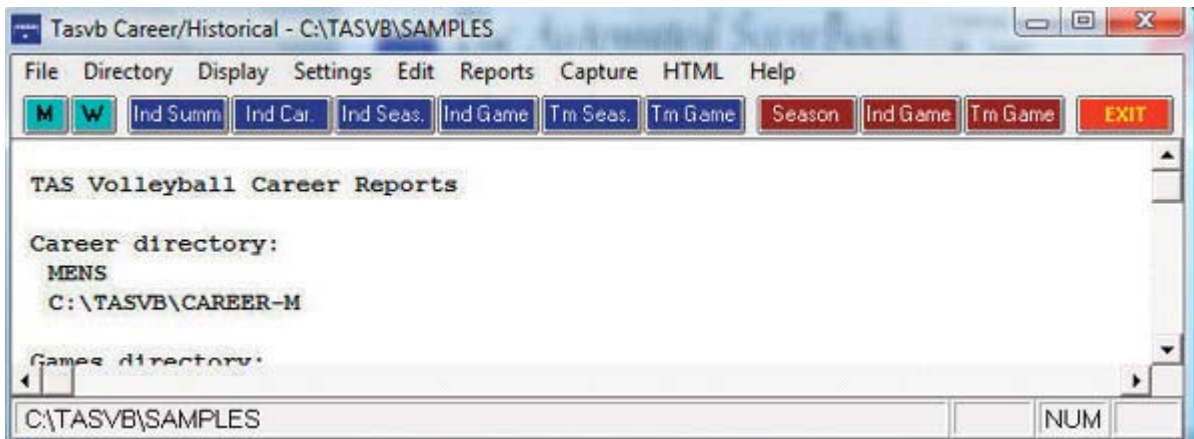 Tasvb Career/Historical - C:\TASVB\SAMPLES
File Directory Display Settings Edit Reports Capture HTML Help
M W Ind Summ Ind Car. Ind Seas. Ind Game Tm Seas. Tm Game Season Ind Game Tm Game EXIT
TAS Volleyball Career Reports
Career directory:
MENS
C:\TASVB\CAREER-M
Games directory:
C:\TASVB\SAMPLES NUM